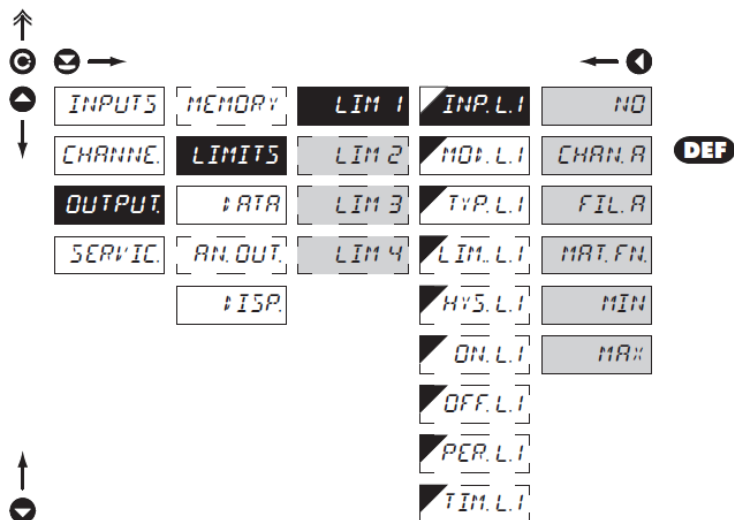 INPUTS MEMORY LIM 1 INP. L.1 NO
CHANNE. LIMITS LIM 2 MOD. L.1 CHAN. A DEF
OUTPUT. DATA LIM 3 TYP. L.1 FIL. A
SERVIC. AN. OUT. LIM 4 LIM. L.1 MAT. FN.
DISP. HYS. L.1 MIN
ON. L.1 MAX
OFF. L.1
PER. L.1
TIM. L.1